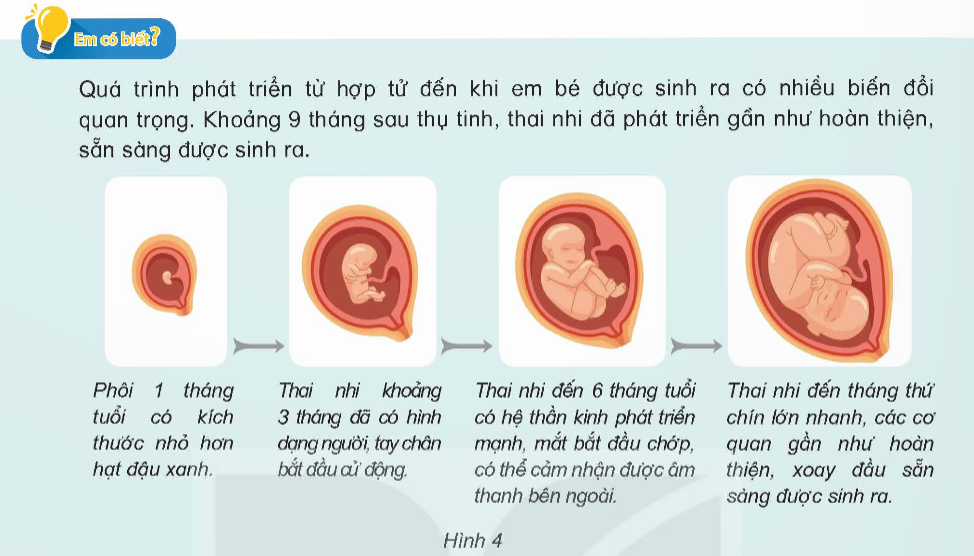 Em có biết?
Quá trình phát triển từ hợp tử đến khi em bé được sinh ra có nhiều biến đổi
quan trọng. Khoảng 9 tháng sau thụ tinh, thai nhi đã phát triển gần như hoàn thiện,
sẵn sàng được sinh ra.
Phôi 1 tháng
tuổi có kích
thước nhỏ hơn
hạt đậu xanh.
Thai nhi khoảng
3 tháng đã có hình
dạng người, tay chân
bắt đầu cử động.
Thai nhi đến 6 tháng tuổi
có hệ thần kinh phát triển
mạnh, mắt bắt đầu chớp,
có thể cảm nhận được âm
thanh bên ngoài.
Thai nhi đến tháng thứ
chín lớn nhanh, các cơ
quan gần như hoàn
thiện, xoay đầu sẵn
sàng được sinh ra.
Hình 4